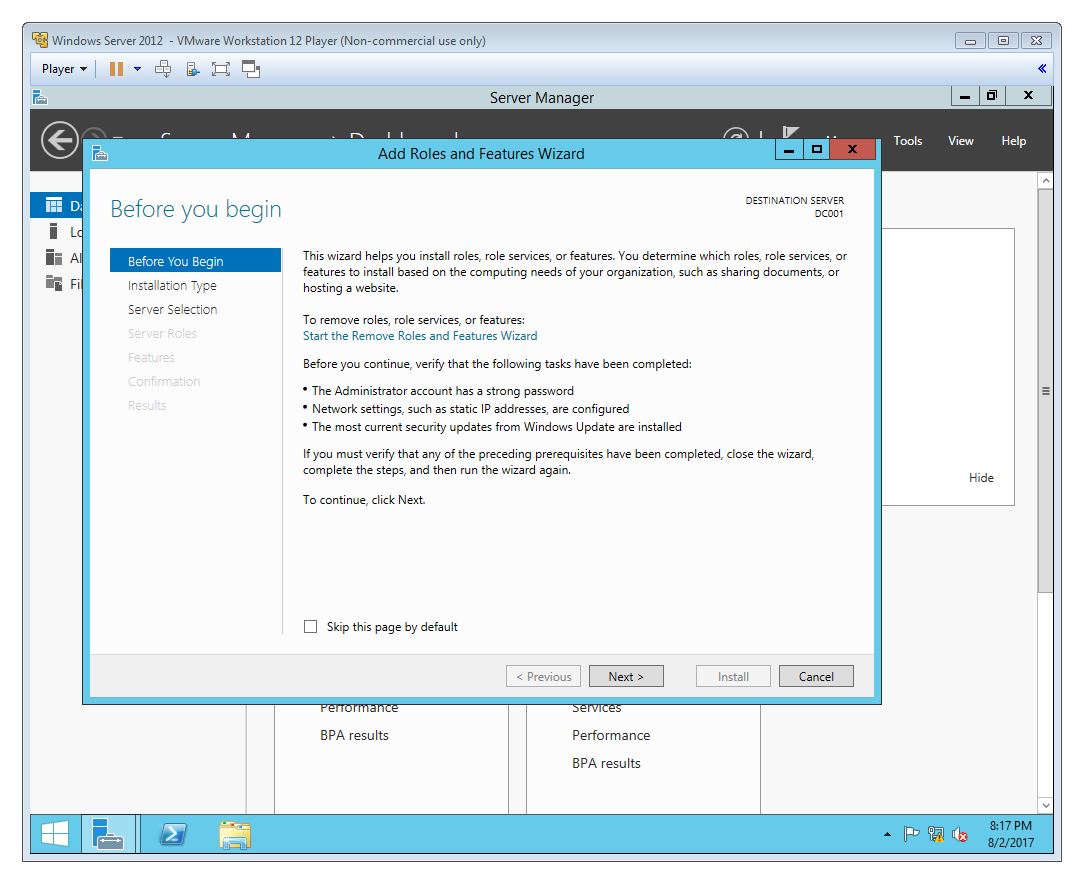 Windows Server 2012 - VMware Workstation 12 Player (Non-commercial use only)
Player
Server Manager
Tools View Help
Add Roles and Features Wizard
Before you begin
DESTINATION SERVER
DC001
Before You Begin
Installation Type
Server Selection
Server Roles
Features
Confirmation
Results
This wizard helps you install roles, role services, or features. You determine which roles, role services, or
features to install based on the computing needs of your organization, such as sharing documents, or
hosting a website.
To remove roles, role services, or features:
Start the Remove Roles and Features Wizard
Before you continue, verify that the following tasks have been completed:
• The Administrator account has a strong password
• Network settings, such as static IP addresses, are configured
• The most current security updates from Windows Update are installed
If you must verify that any of the preceding prerequisites have been completed, close the wizard,
complete the steps, and then run the wizard again.
To continue, click Next.
Skip this page by default
< Previous
Next >
Install
Cancel
Hide
Performance
BPA results
Services
Performance
BPA results
8:17 PM
8/2/2017